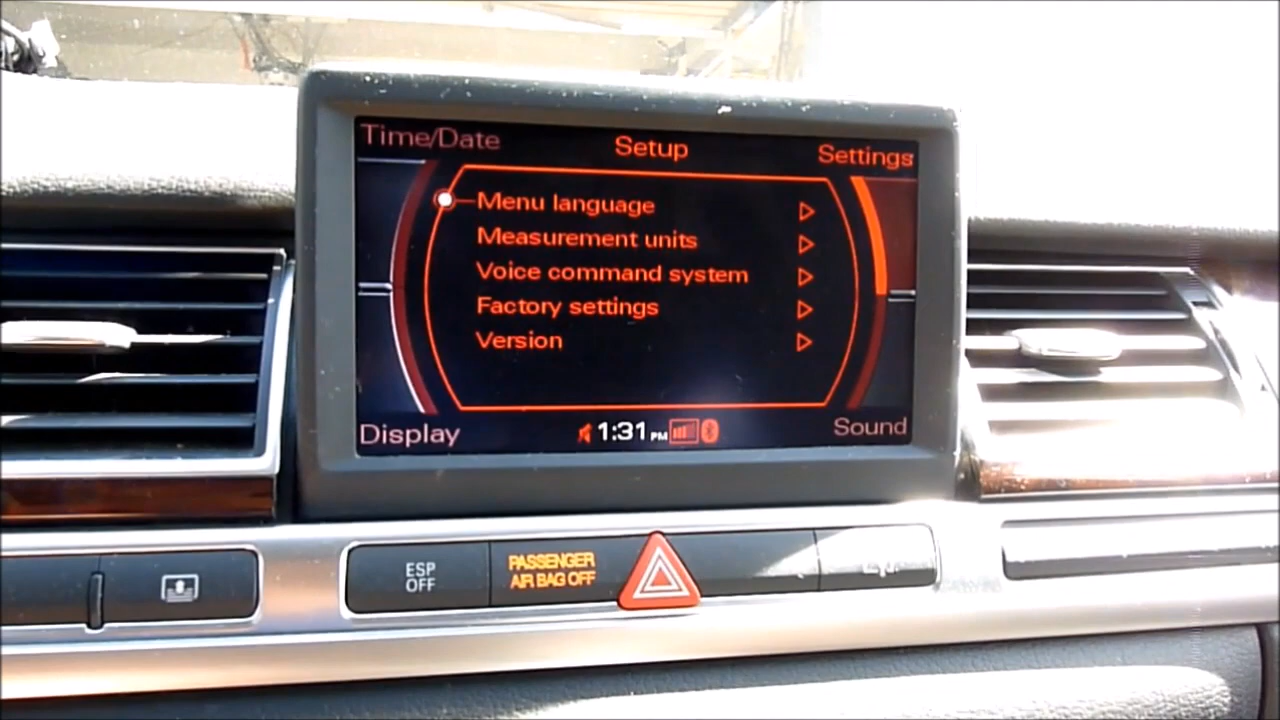 Time/Date
Setup
Settings
Menu language
Measurement units
Voice command system
Factory settings
Version
Display
1:31 PM
Sound
ESP
OFF
PASSENGER
AIR BAG OFF